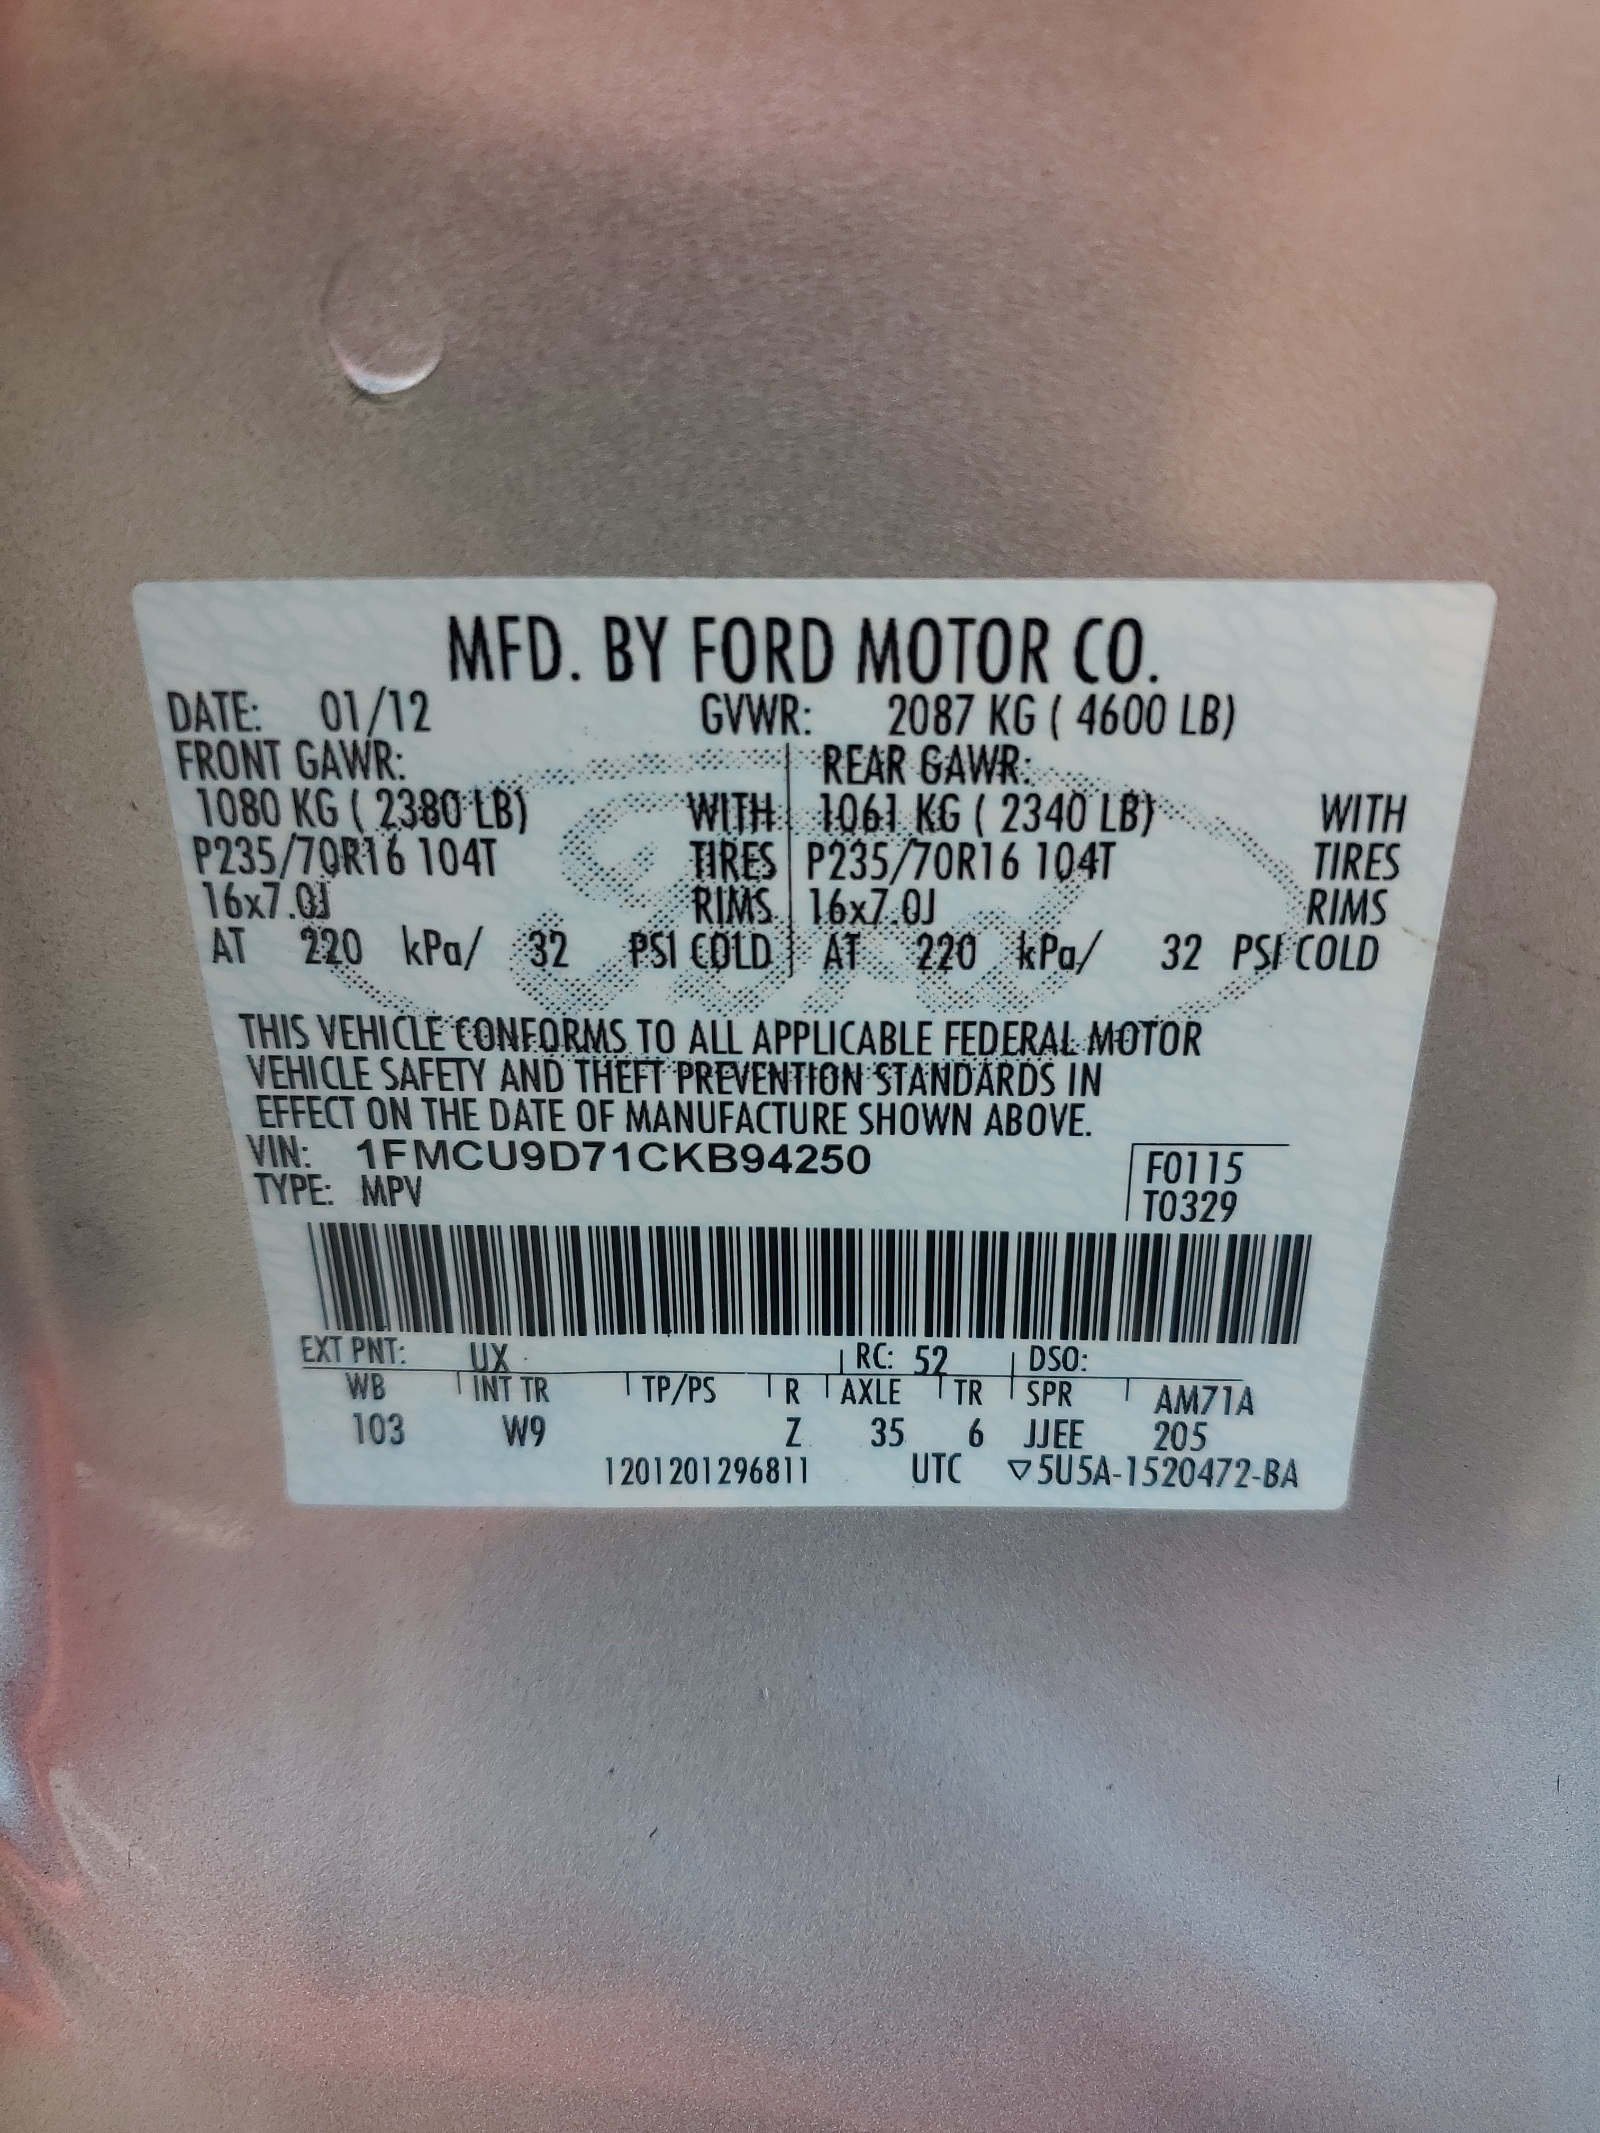 MFD. BY FORD MOTOR CO.
DATE: 01/12 GVWR: 2087 KG ( 4600 LB)
FRONT GAWR: REAR GAWR:
1080 KG ( 2380 LB) WITH 1061 KG ( 2340 LB) WITH
P235/70R16 104T TIRES P235/70R16 104T TIRES
16x7.0J RIMS 16x7.0J RIMS
AT 220 kPa/ 32 PSI COLD AT 220 kPa/ 32 PSI COLD
THIS VEHICLE CONFORMS TO ALL APPLICABLE FEDERAL MOTOR
VEHICLE SAFETY AND THEFT PREVENTION STANDARDS IN
EFFECT ON THE DATE OF MANUFACTURE SHOWN ABOVE.
VIN: 1FMCU9D71CKB94250 F0115
TYPE: MPV T0329
EXT PNT: UX RC: 52 DSO:
WB INT TR TP/PS R AXLE TR SPR AM71A
103 W9 Z 35 6 JJEE 205
1201201296811 UTC ▽5U5A-1520472-BA